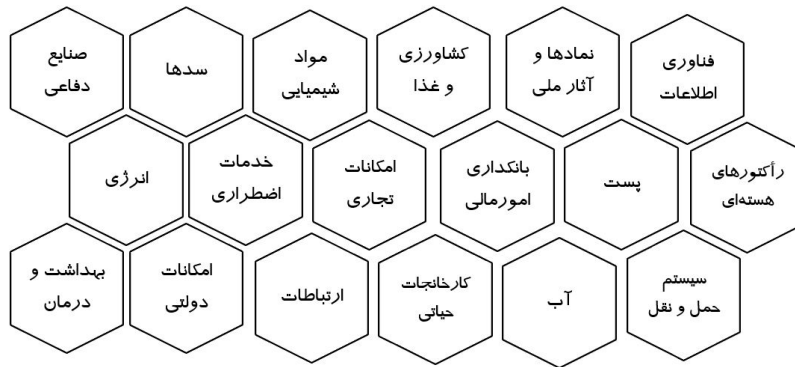 فناوری
اطلاعات
نمادها و
آثار ملی
کشاورزی
و غذا
مواد
شیمیایی
سدها
صنایع
دفاعی
رأکتورهای
هسته‌ای
پست
بانکداری
امورمالی
امکانات
تجاری
خدمات
اضطراری
انرژی
سیستم
حمل و نقل
آب
کارخانجات
حیاتی
ارتباطات
امکانات
دولتی
بهداشت و
درمان